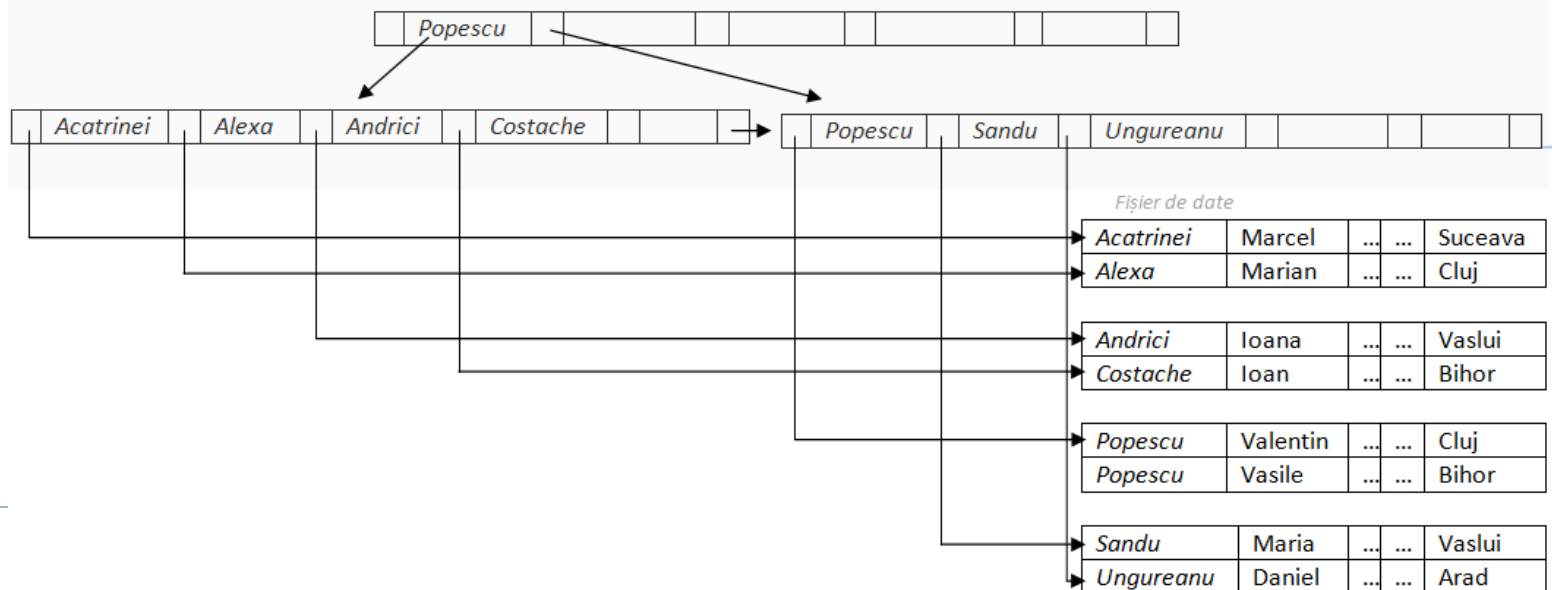 Popescu
Acatrinei Alexa Andrici Costache
Popescu Sandu Ungureanu
Fișier de date
Acatrinei Marcel ... ... Suceava
Alexa Marian ... ... Cluj
Andrici Ioana ... ... Vaslui
Costache Ioan ... ... Bihor
Popescu Valentin ... ... Cluj
Popescu Vasile ... ... Bihor
Sandu Maria ... ... Vaslui
Ungureanu Daniel ... ... Arad